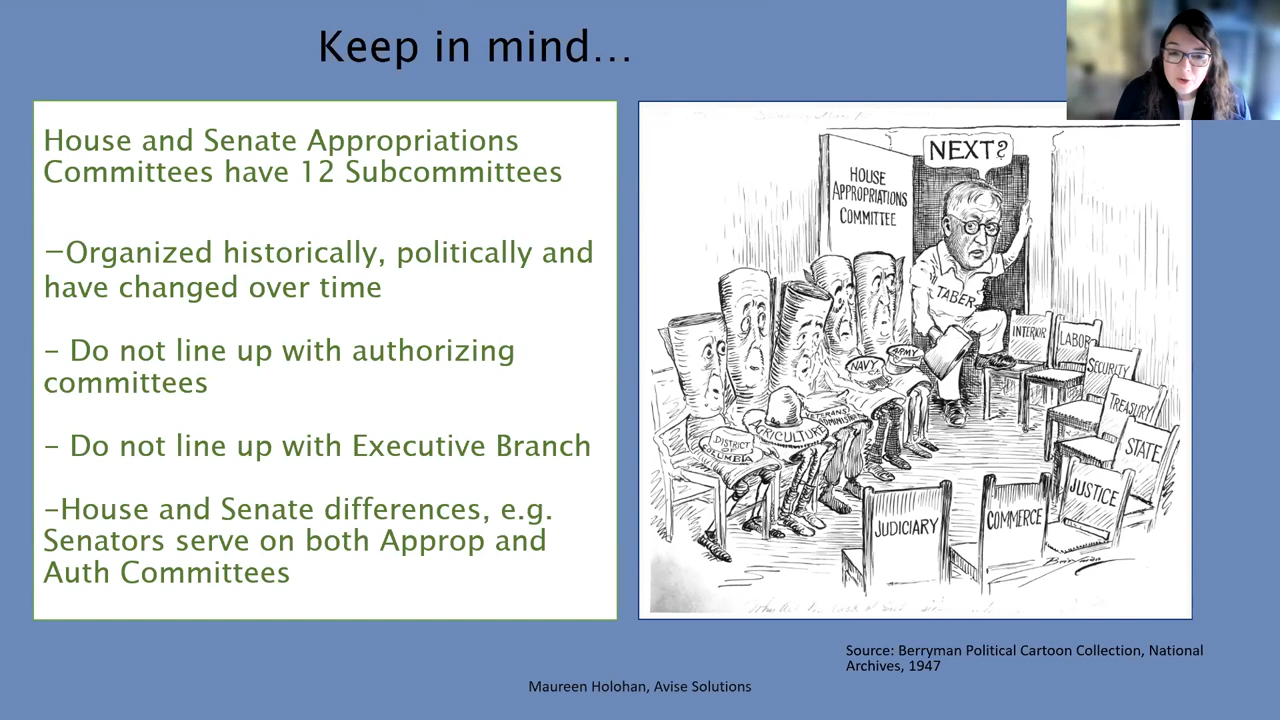 Keep in mind…
House and Senate Appropriations
Committees have 12 Subcommittees
–Organized historically, politically and
have changed over time
- Do not line up with authorizing
committees
- Do not line up with Executive Branch
-House and Senate differences, e.g.
Senators serve on both Approp and
Auth Committees
NEXT?
HOUSE
APPROPRIATIONS
COMMITTEE
TABER
INTERIOR
LABOR
SECURITY
TREASURY
STATE
JUSTICE
COMMERCE
JUDICIARY
ARMY
NAVY
VETERANS
DISTRICT
Berryman
Source: Berryman Political Cartoon Collection, National
Archives, 1947
Maureen Holohan, Avise Solutions